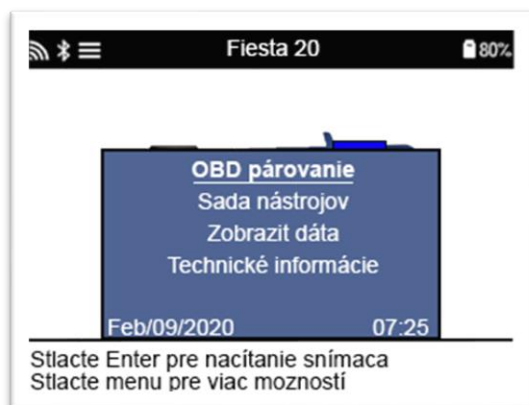 Fiesta 20 80%
OBD párovanie
Sada nástrojov
Zobrazit dáta
Technické informácie
Feb/09/2020 07:25
Stlacte Enter pre nacítanie snímaca
Stlacte menu pre viac mozností